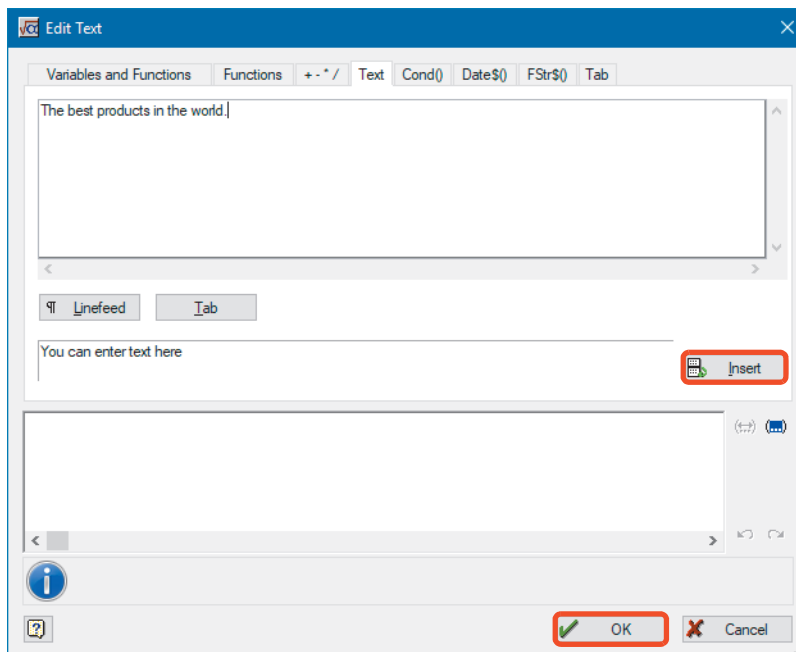 Edit Text
Variables and Functions Functions + - * / Text Cond() Date$() FStr$() Tab
The best products in the world.
¶ Linefeed Tab
You can enter text here
Insert
OK Cancel